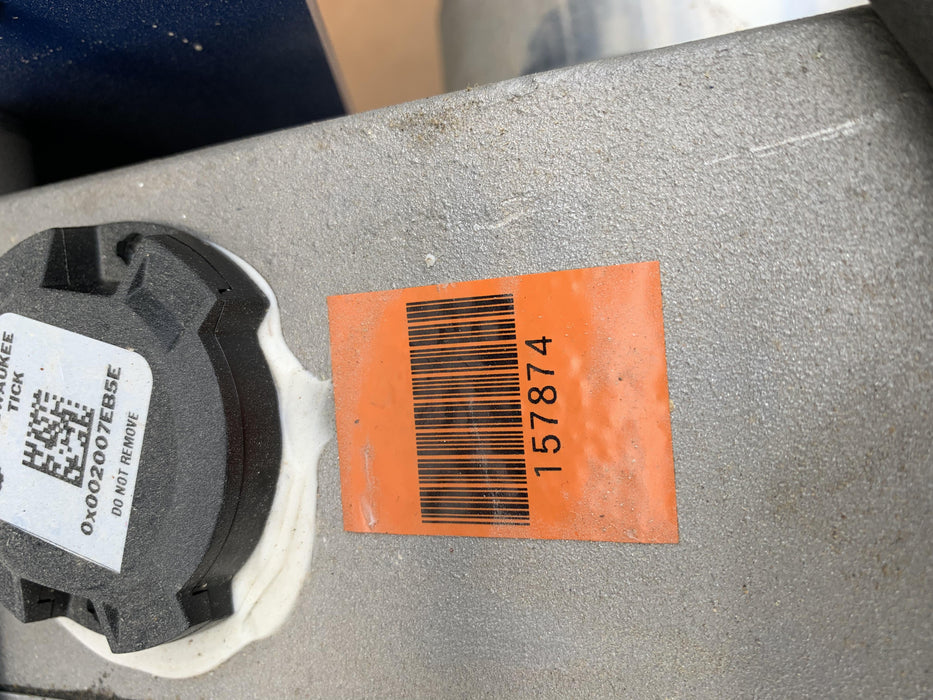 TICK
0x002007EB5E
DO NOT REMOVE
157874